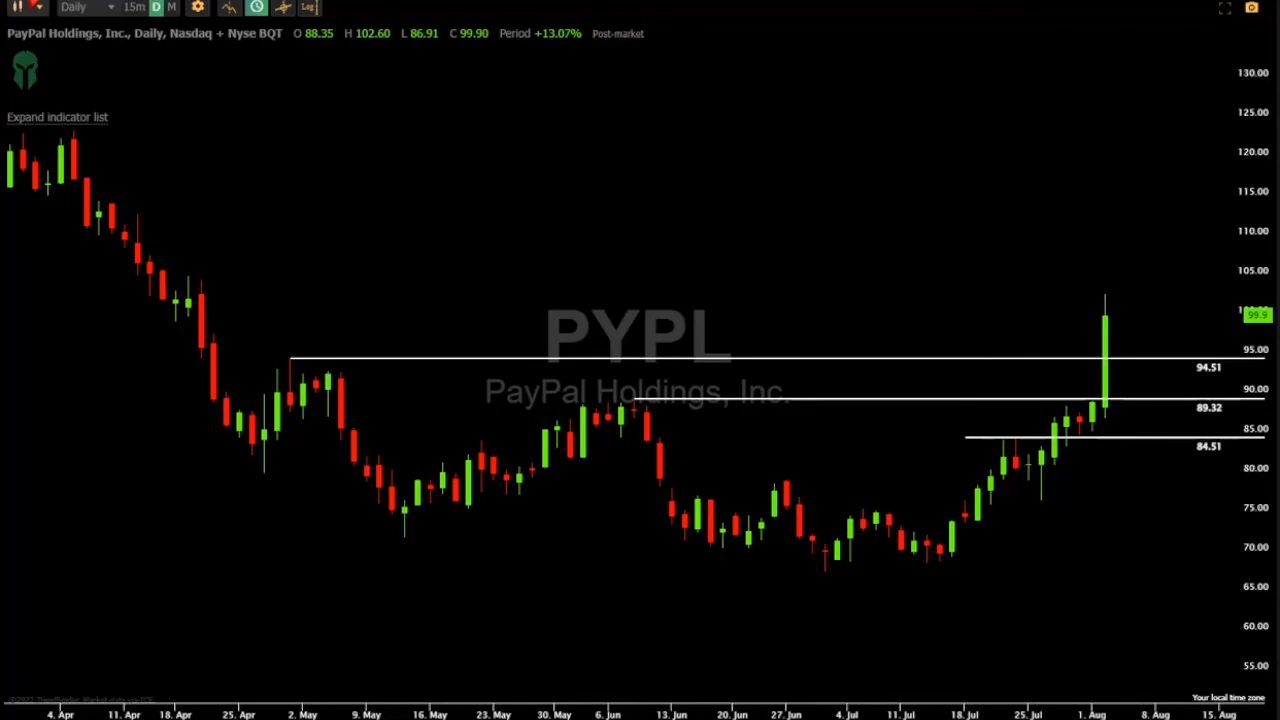 Daily 15m D M Log
PayPal Holdings, Inc., Daily, Nasdaq + Nyse BQT O 88.35 H 102.60 L 86.91 C 99.90 Period +13.07% Post-market
Expand indicator list
130.00
125.00
120.00
115.00
110.00
105.00
99.9
95.00
94.51
90.00
89.32
85.00
84.51
80.00
75.00
70.00
65.00
60.00
55.00
PYPL
PayPal Holdings, Inc.
Your local time zone
4. Apr 11. Apr 18. Apr 25. Apr 2. May 9. May 16. May 23. May 30. May 6. Jun 13. Jun 20. Jun 27. Jun 4. Jul 11. Jul 18. Jul 25. Jul 1. Aug 8. Aug 15. Aug